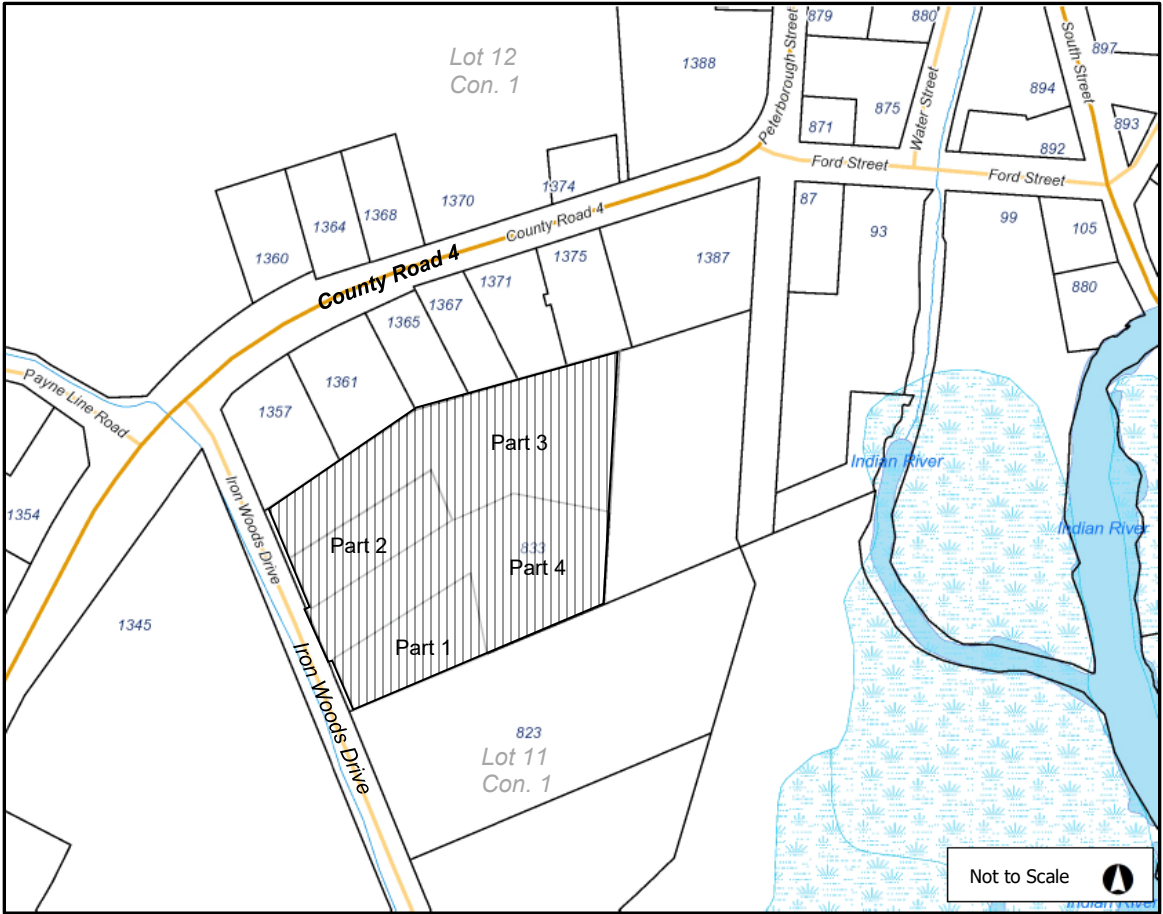 879
880
Lot 12
Con. 1
1388
Peterborough Street
Water Street
South Street
897
894
875
871
893
892
Ford Street
Ford Street
1374
1370
1368
1364
1360
County Road 4
County Road 4
87
93
99
105
880
1387
1375
1371
1367
1365
1361
1357
Payne Line Road
1354
1345
Part 3
Part 2
833
Part 4
Part 1
Iron Woods Drive
Iron Woods Drive
Indian River
Indian River
823
Lot 11
Con. 1
Not to Scale
Indian River